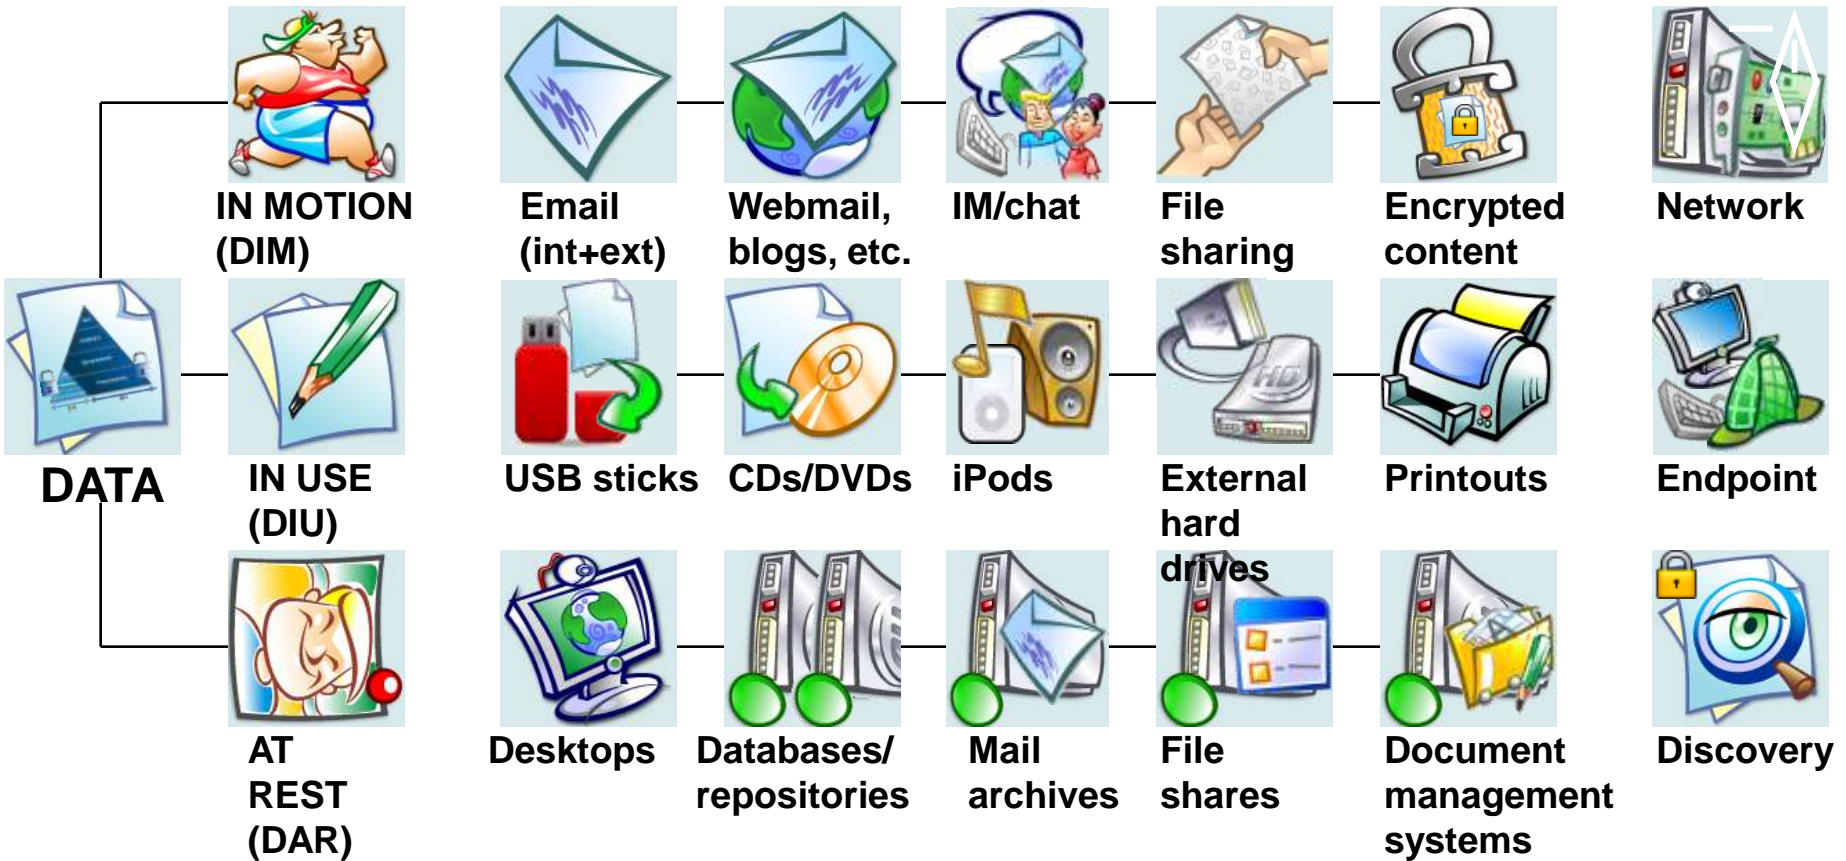 IN MOTION
(DIM)
Email
(int+ext)
Webmail,
blogs, etc.
IM/chat
File
sharing
Encrypted
content
Network
DATA
IN USE
(DIU)
USB sticks
CDs/DVDs
iPods
HD
External
hard
drives
Printouts
Endpoint
AT
REST
(DAR)
Desktops
Databases/
repositories
Mail
archives
File
shares
Document
management
systems
Discovery